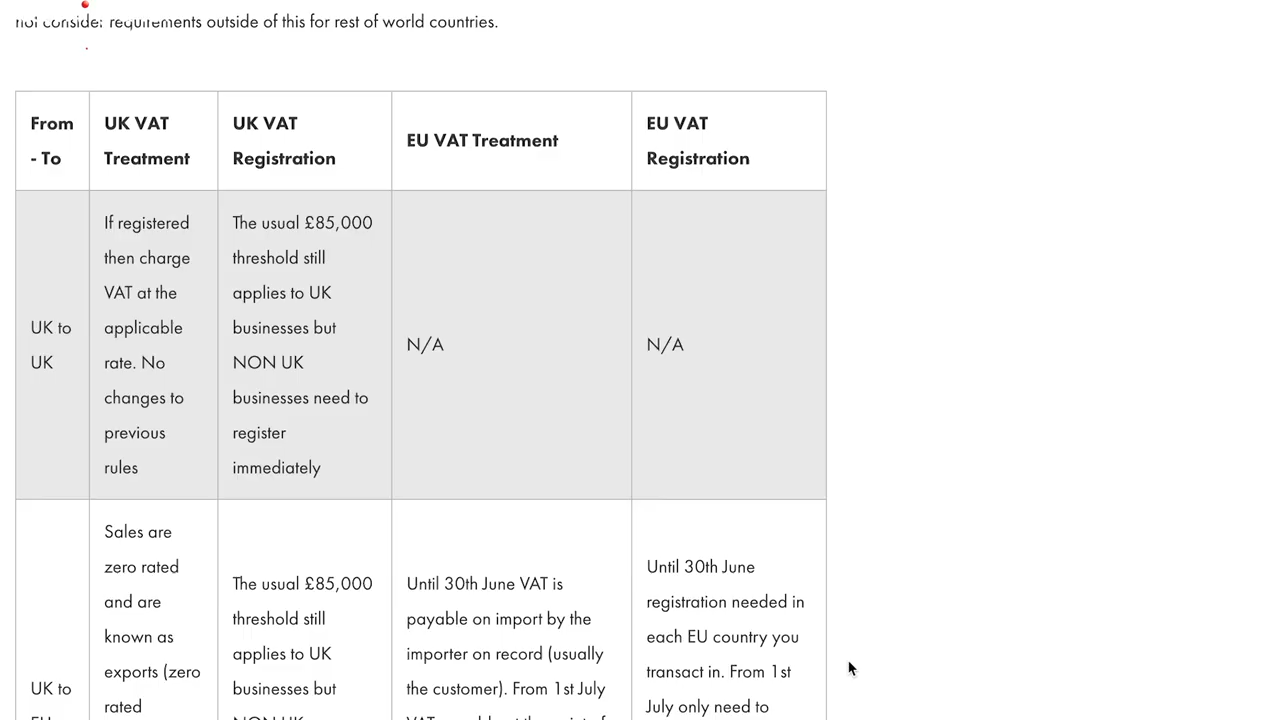 not consider requirements outside of this for rest of world countries.
From - To
UK VAT Treatment
UK VAT Registration
EU VAT Treatment
EU VAT Registration
UK to
UK
If registered
then charge
VAT at the
applicable
rate. No
changes to
previous
rules
The usual £85,000
threshold still
applies to UK
businesses but
NON UK
businesses need to
register
immediately
N/A
N/A
UK to
Sales are
zero rated
and are
known as
exports (zero
rated
The usual £85,000
threshold still
applies to UK
businesses but
Until 30th June VAT is
payable on import by the
importer on record (usually
the customer). From 1st July
Until 30th June
registration needed in
each EU country you
transact in. From 1st
July only need to